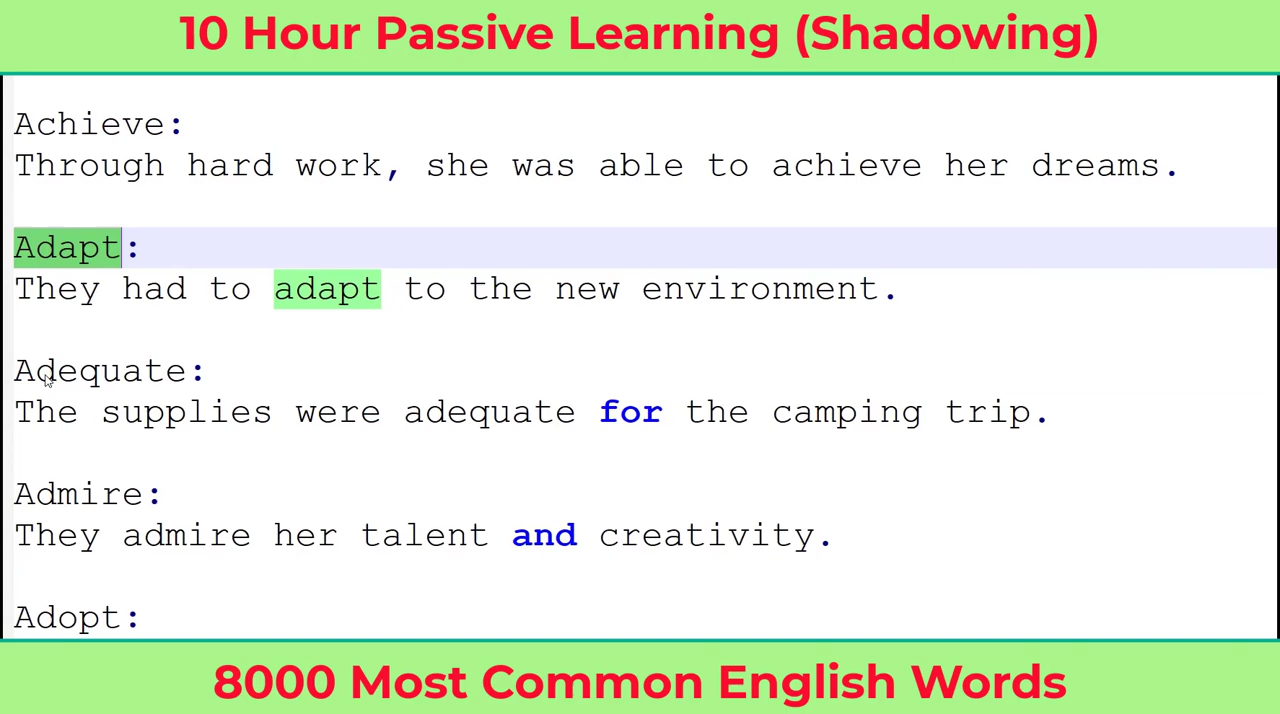 10 Hour Passive Learning (Shadowing)
Achieve:
Through hard work, she was able to achieve her dreams.
Adapt:
They had to adapt to the new environment.
Adequate:
The supplies were adequate for the camping trip.
Admire:
They admire her talent and creativity.
Adopt:
8000 Most Common English Words